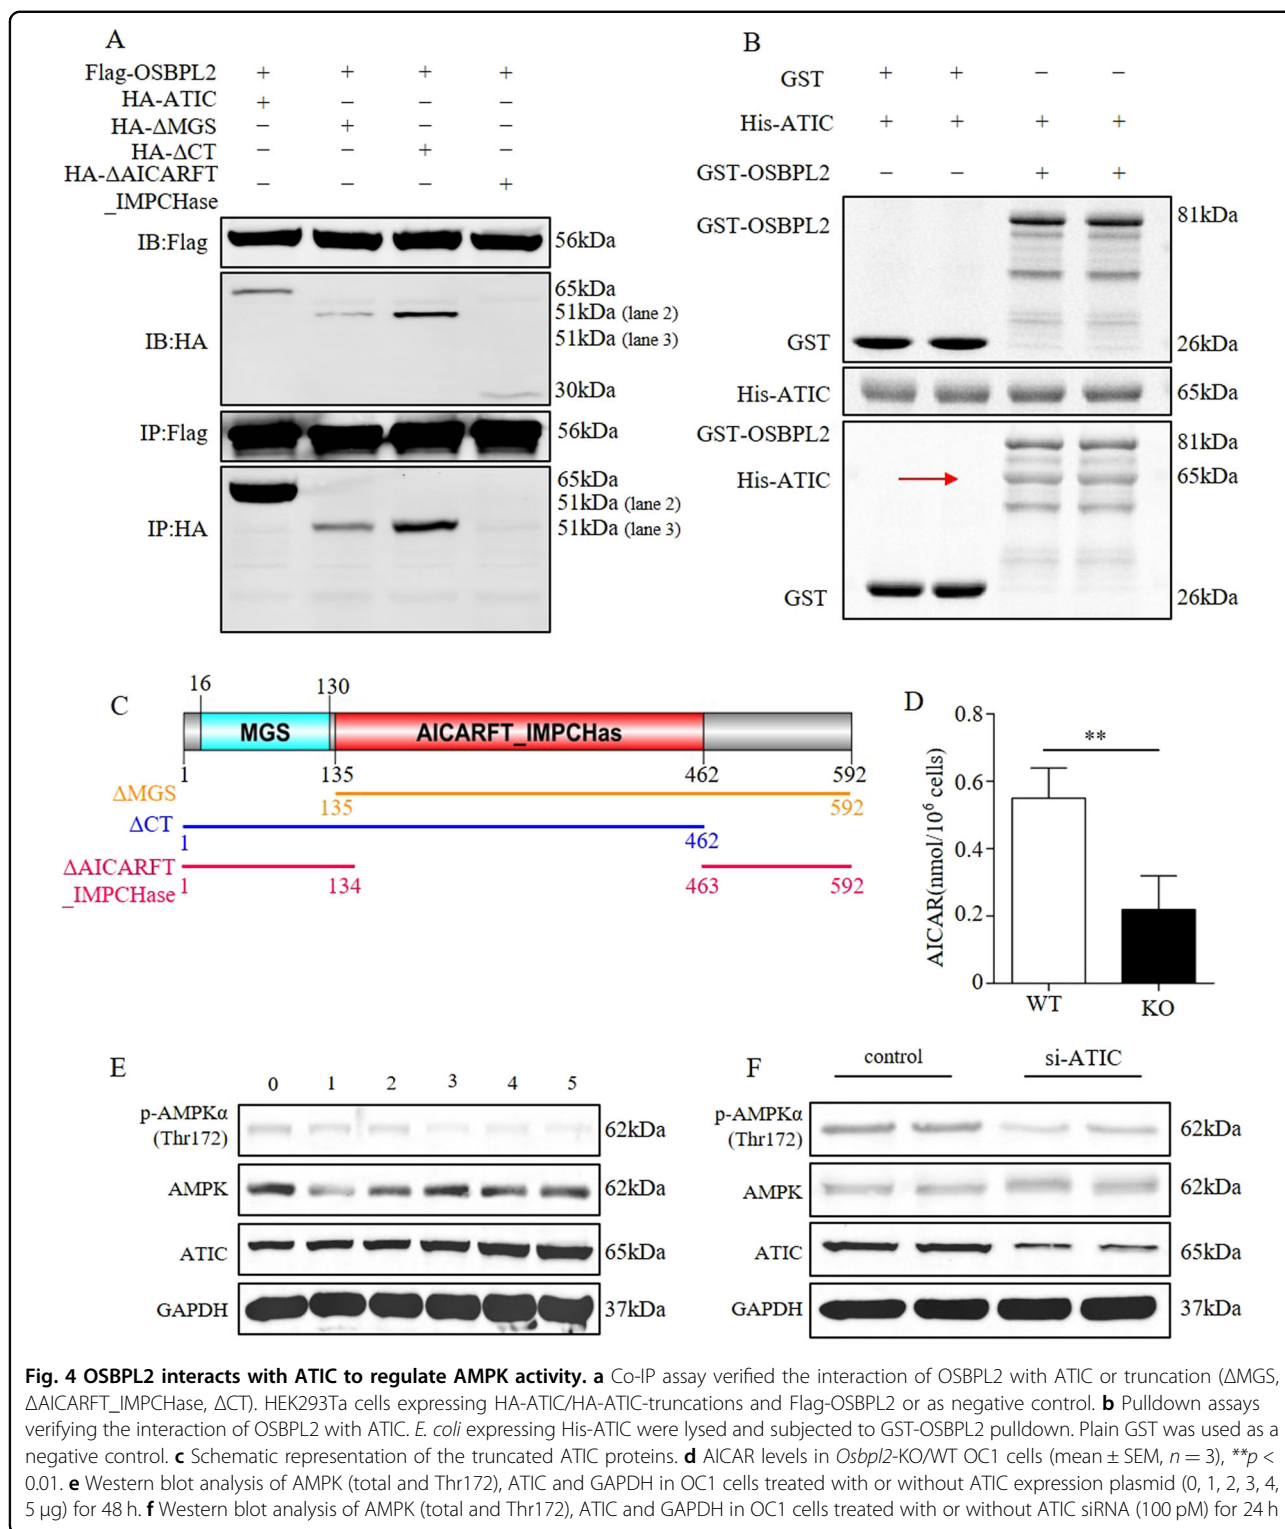 A
Flag-OSBPL2 + + + +
HA-ATIC + − − −
HA-ΔMGS − + − −
HA-ΔCT − − + −
HA-ΔAICARFT
_IMPCHase − − − +
IB:Flag 56kDa
65kDa
51kDa (lane 2)
IB:HA 51kDa (lane 3)
30kDa
IP:Flag 56kDa
65kDa
51kDa (lane 2)
IP:HA 51kDa (lane 3)
B
GST + + − −
His-ATIC + + + +
GST-OSBPL2 − − + +
GST-OSBPL2 81kDa
GST 26kDa
His-ATIC 65kDa
GST-OSBPL2 81kDa
His-ATIC 65kDa
GST 26kDa
C
16 130
MGS AICARFT_IMPCHas
1 135 462 592
ΔMGS 135 592
ΔCT
1 462
ΔAICARFT
_IMPCHase 1 134 463 592
D
AICAR(nmol/10⁶ cells)
0.8
0.6
0.4
0.2
0
**
WT KO
E
0 1 2 3 4 5
p-AMPKα
(Thr172) 62kDa
AMPK 62kDa
ATIC 65kDa
GAPDH 37kDa
F
control si-ATIC
p-AMPKα
(Thr172) 62kDa
AMPK 62kDa
ATIC 65kDa
GAPDH 37kDa
Fig. 4 OSBPL2 interacts with ATIC to regulate AMPK activity. a Co-IP assay verified the interaction of OSBPL2 with ATIC or truncation (ΔMGS,
ΔAICARFT_IMPCHase, ΔCT). HEK293Ta cells expressing HA-ATIC/HA-ATIC-truncations and Flag-OSBPL2 or as negative control. b Pulldown assays
verifying the interaction of OSBPL2 with ATIC. E. coli expressing His-ATIC were lysed and subjected to GST-OSBPL2 pulldown. Plain GST was used as a
negative control. c Schematic representation of the truncated ATIC proteins. d AICAR levels in Osbpl2-KO/WT OC1 cells (mean ± SEM, n = 3), **p <
0.01. e Western blot analysis of AMPK (total and Thr172), ATIC and GAPDH in OC1 cells treated with or without ATIC expression plasmid (0, 1, 2, 3, 4,
5 μg) for 48 h. f Western blot analysis of AMPK (total and Thr172), ATIC and GAPDH in OC1 cells treated with or without ATIC siRNA (100 pM) for 24 h